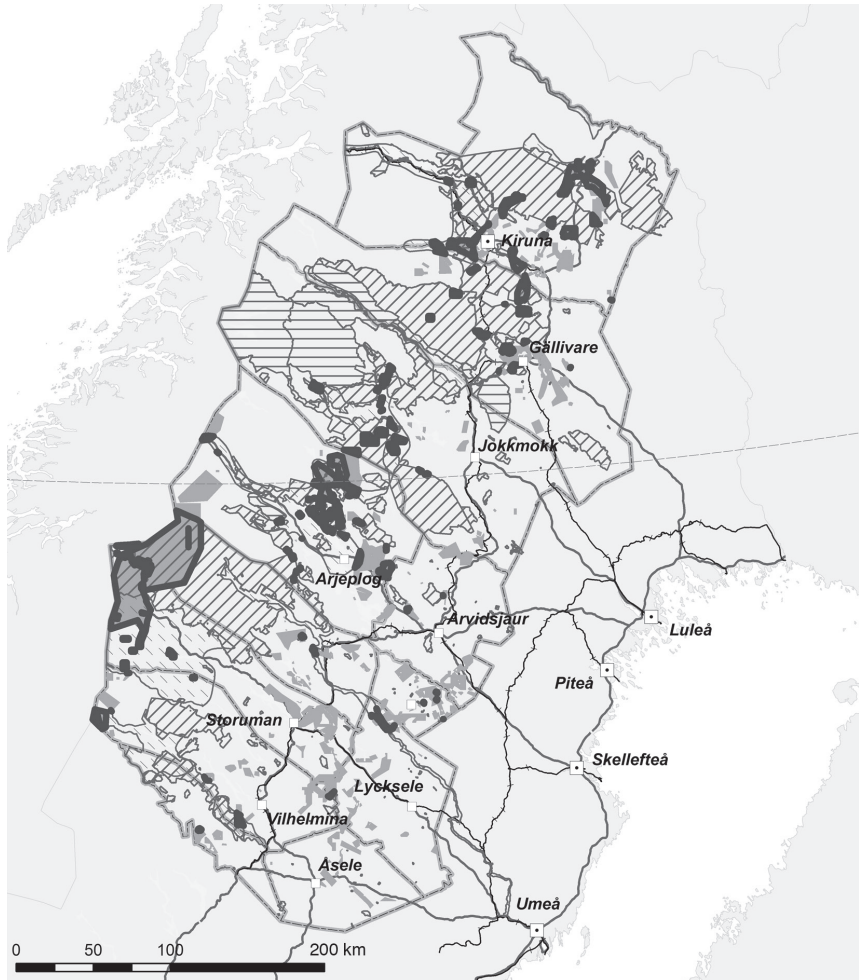 Kiruna
Gällivare
Jokkmokk
Arjeplog
Arvidsjaur
Luleå
Piteå
Storuman
Skellefteå
Lycksele
Vilhelmina
Åsele
Umeå
0 50 100 200 km